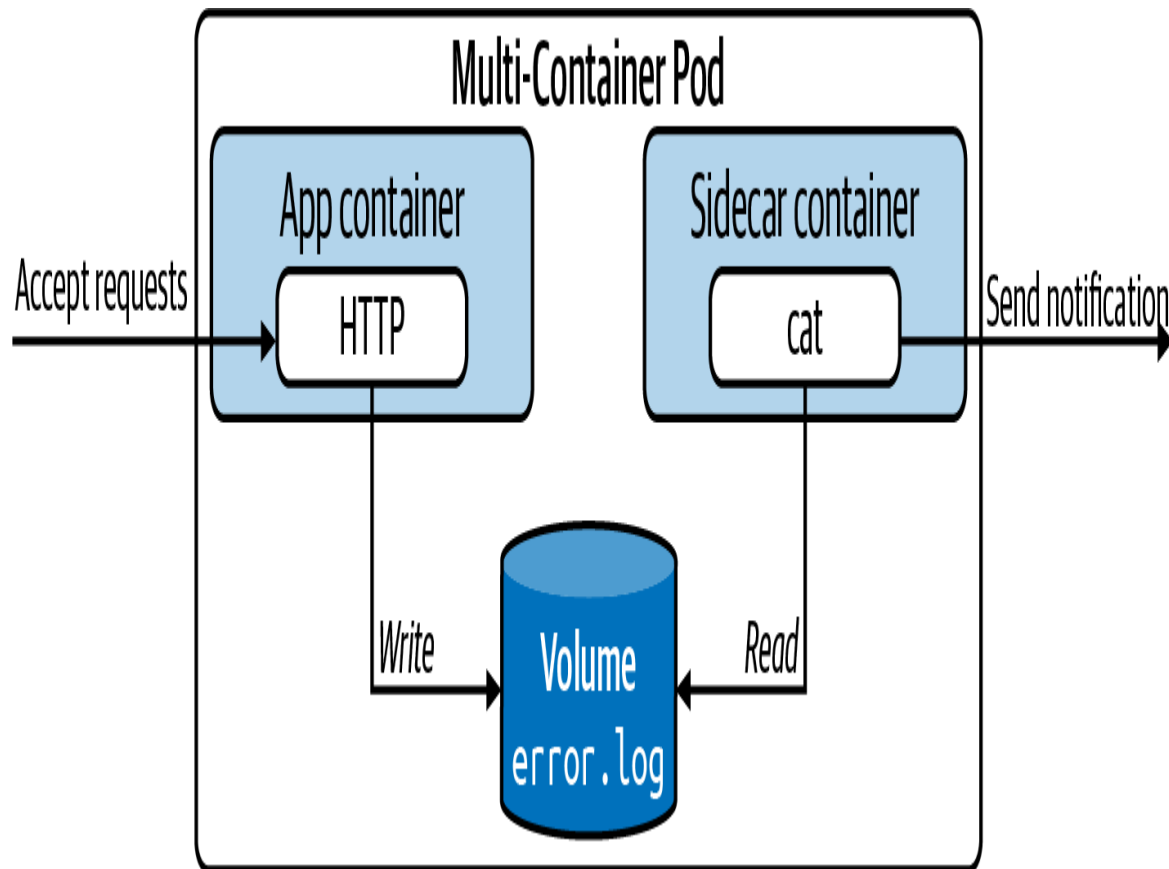 Multi-Container Pod
App container
Sidecar container
Accept requests
HTTP
cat
Send notification
Write
Read
Volume
error.log